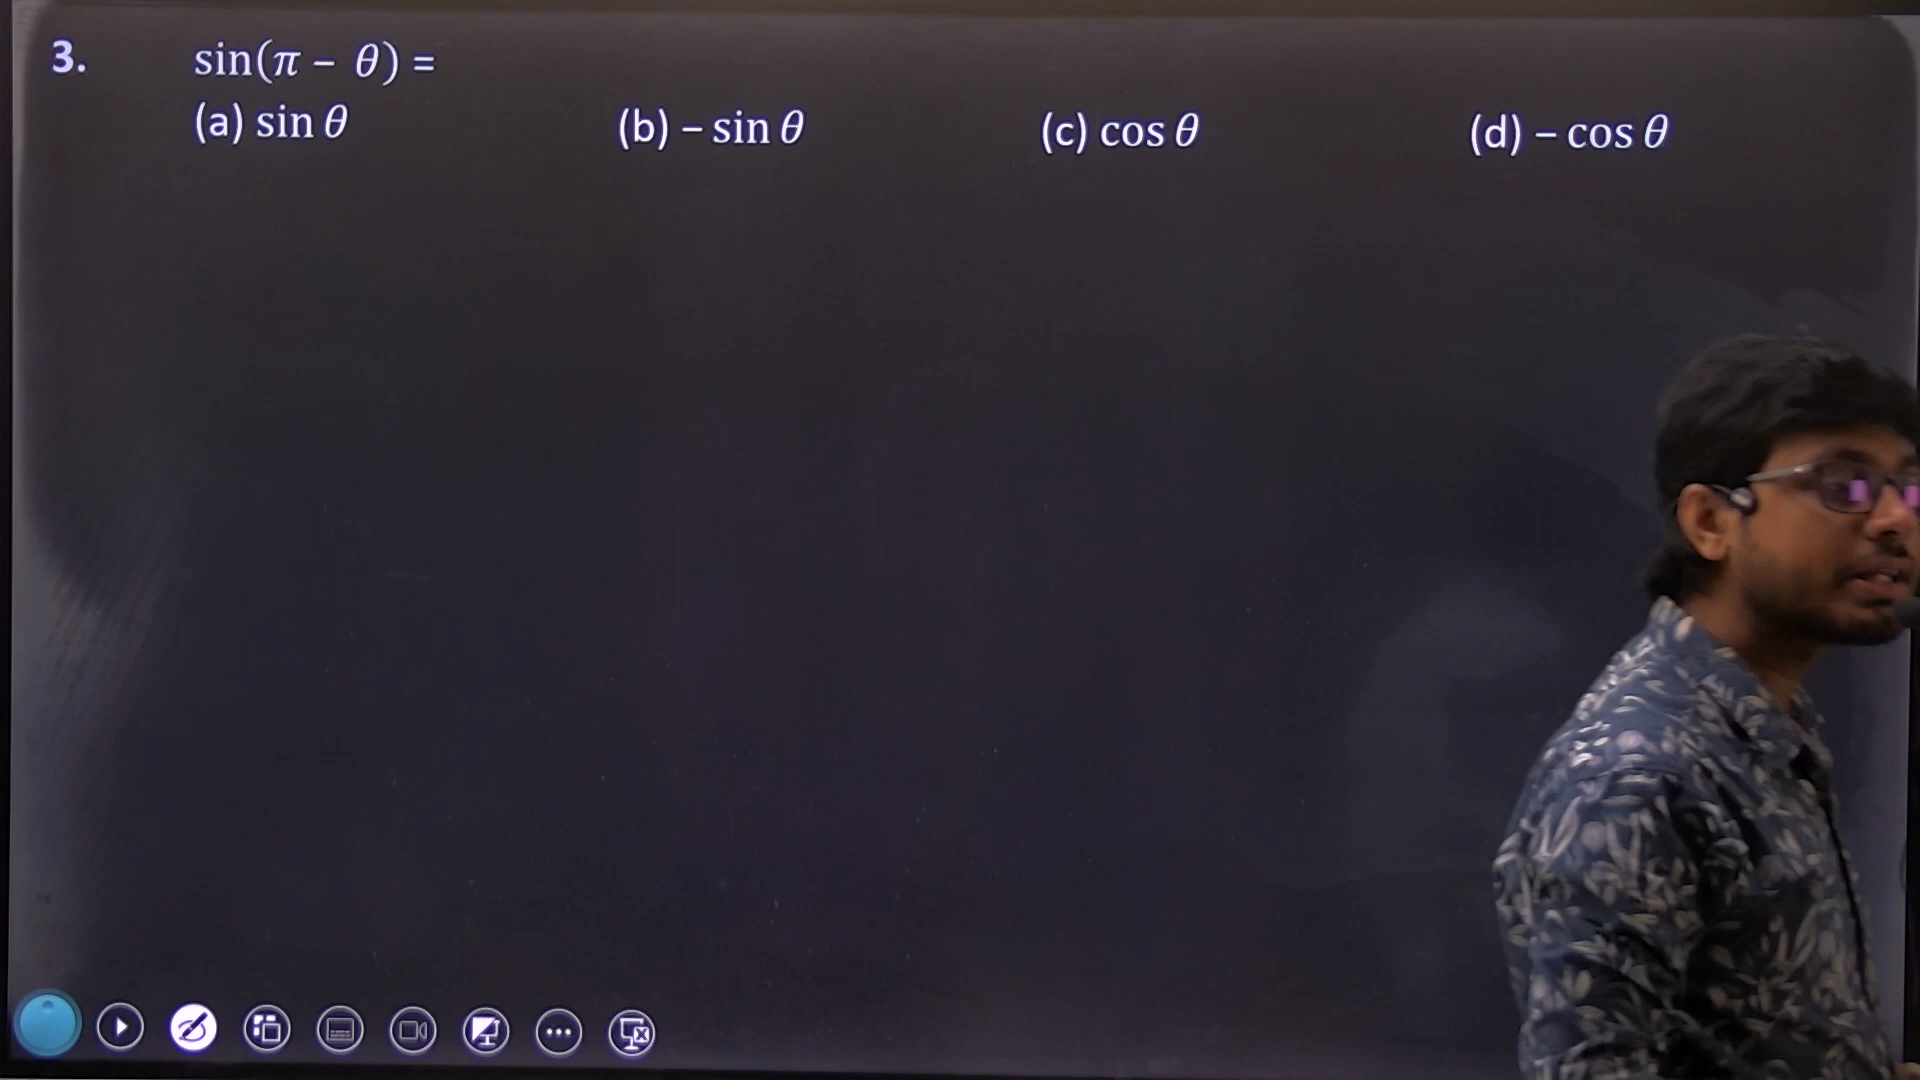 3. sin(π − θ) =
(a) sin θ (b) – sin θ (c) cos θ (d) – cos θ